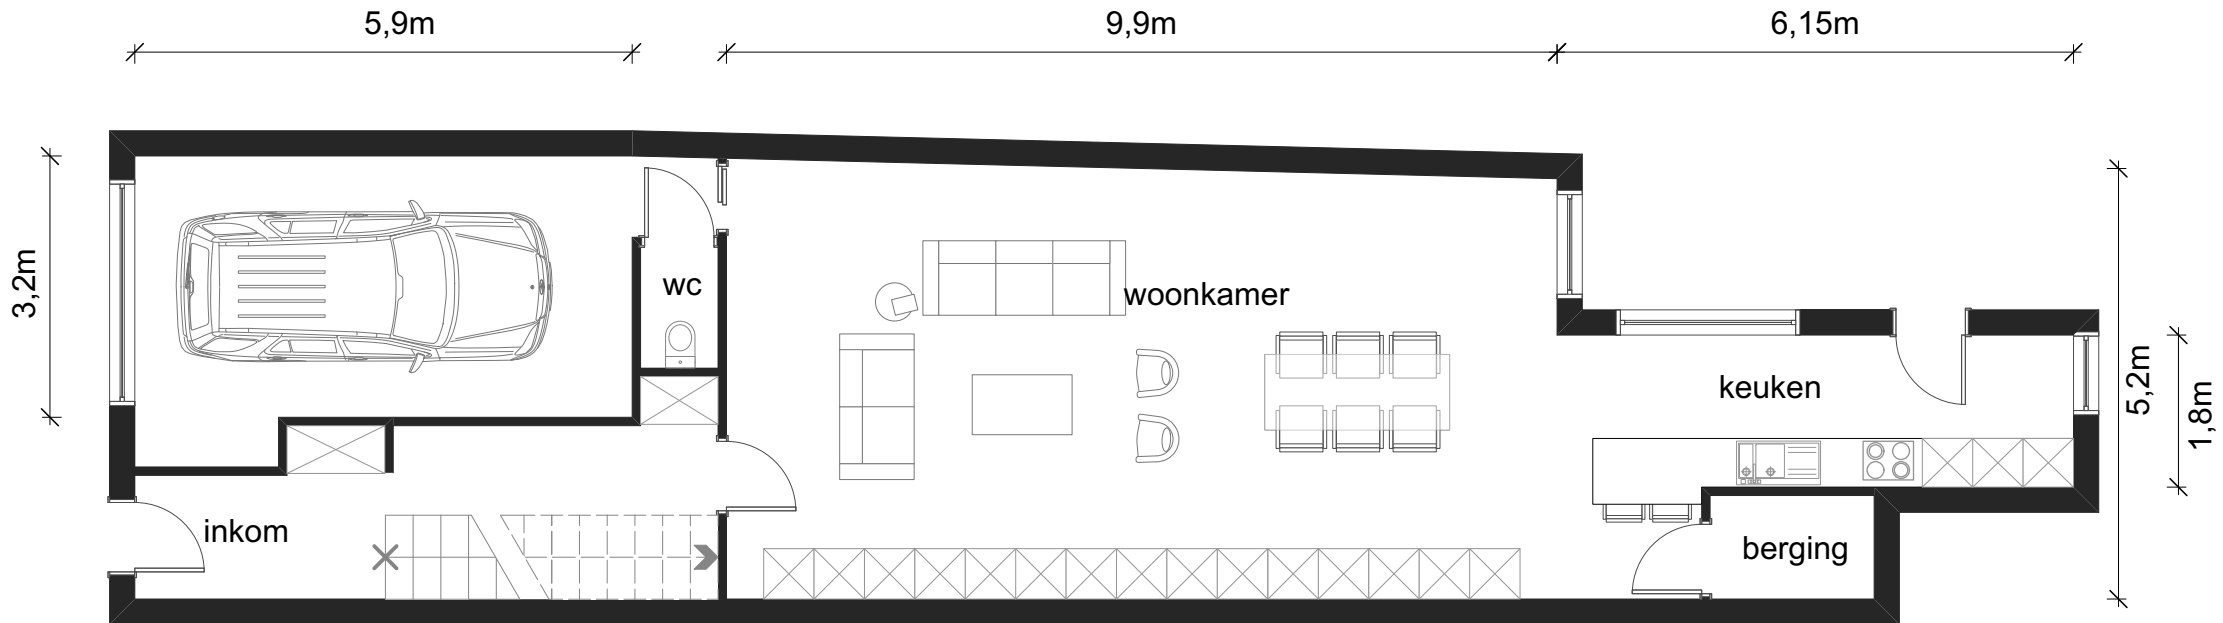 5,9m
9,9m
6,15m
3,2m
wc
woonkamer
keuken
5,2m
1,8m
inkom
berging